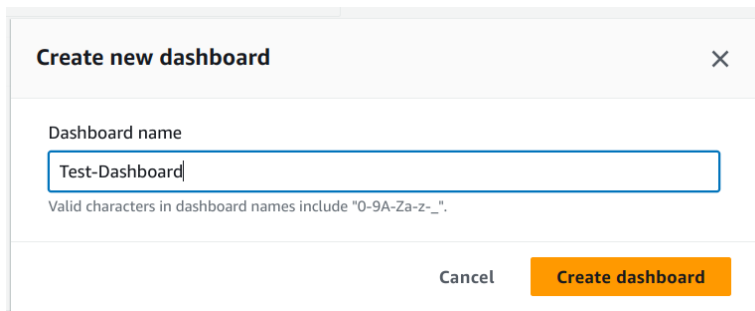 Create new dashboard
Dashboard name
Test-Dashboard
Valid characters in dashboard names include "0-9A-Za-z-_".
Cancel Create dashboard